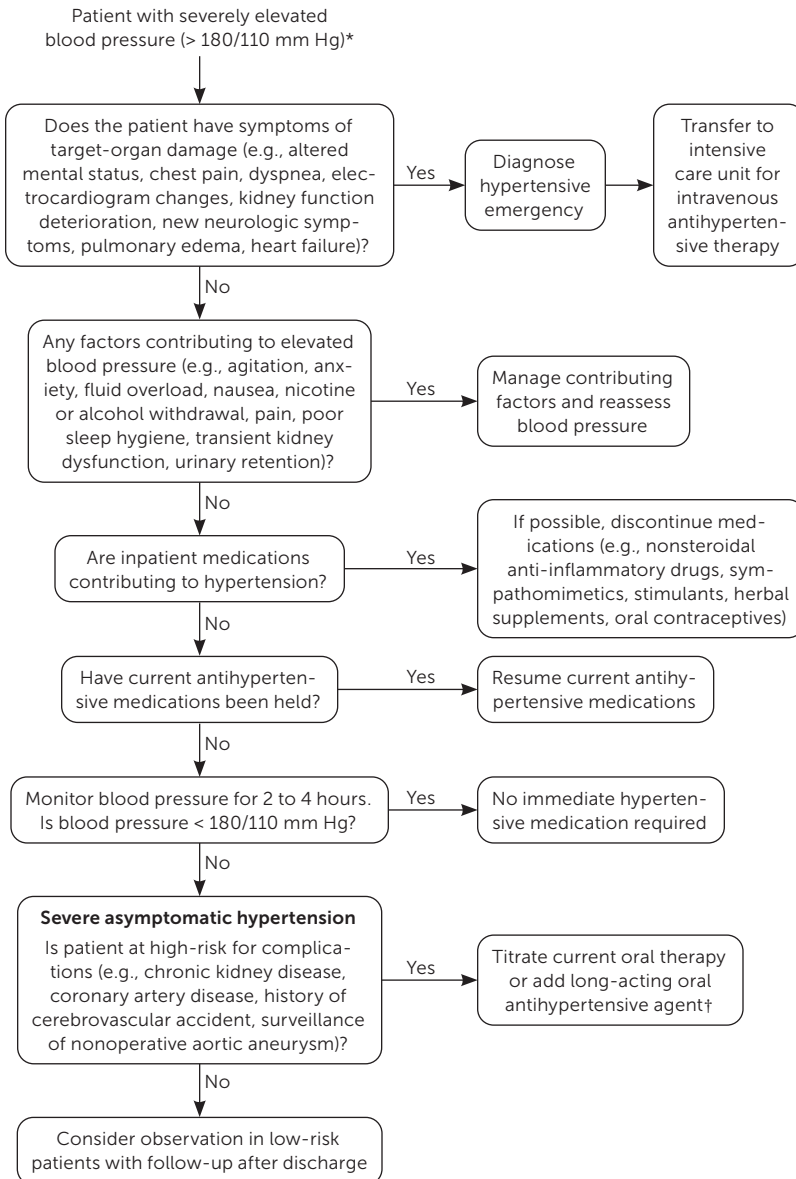 Patient with severely elevated
blood pressure (> 180/110 mm Hg)*
Does the patient have symptoms of
target-organ damage (e.g., altered
mental status, chest pain, dyspnea, elec-
trocardiogram changes, kidney function
deterioration, new neurologic symp-
toms, pulmonary edema, heart failure)?
Yes
Diagnose
hypertensive
emergency
Transfer to
intensive
care unit for
intravenous
antihyperten-
sive therapy
No
Any factors contributing to elevated
blood pressure (e.g., agitation, anx-
iety, fluid overload, nausea, nicotine
or alcohol withdrawal, pain, poor
sleep hygiene, transient kidney
dysfunction, urinary retention)?
Yes
Manage contributing
factors and reassess
blood pressure
No
Are inpatient medications
contributing to hypertension?
Yes
If possible, discontinue med-
ications (e.g., nonsteroidal
anti-inflammatory drugs, sym-
pathomimetics, stimulants, herbal
supplements, oral contraceptives)
No
Have current antihyperten-
sive medications been held?
Yes
Resume current antihy-
pertensive medications
No
Monitor blood pressure for 2 to 4 hours.
Is blood pressure < 180/110 mm Hg?
Yes
No immediate hyperten-
sive medication required
No
Severe asymptomatic hypertension
Is patient at high-risk for complica-
tions (e.g., chronic kidney disease,
coronary artery disease, history of
cerebrovascular accident, surveillance
of nonoperative aortic aneurysm)?
Yes
Titrate current oral therapy
or add long-acting oral
antihypertensive agent†
No
Consider observation in low-risk
patients with follow-up after discharge